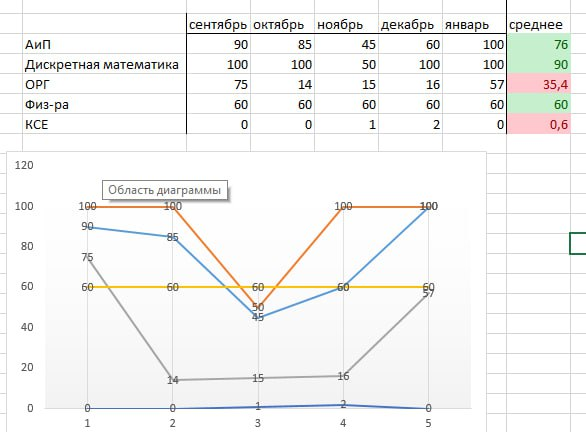 сентябрь октябрь ноябрь декабрь январь среднее
АиП 90 85 45 60 100 76
Дискретная математика 100 100 50 100 100 90
ОРГ 75 14 15 16 57 35,4
Физ-ра 60 60 60 60 60 60
КСЕ 0 0 1 2 0 0,6
120
Область диаграммы
100 100 100 100 100
90
85
80
75
60 60 60 60 60 60
57
50
45
40
20
14 15 16
0 0 0 1 2 0
1 2 3 4 5